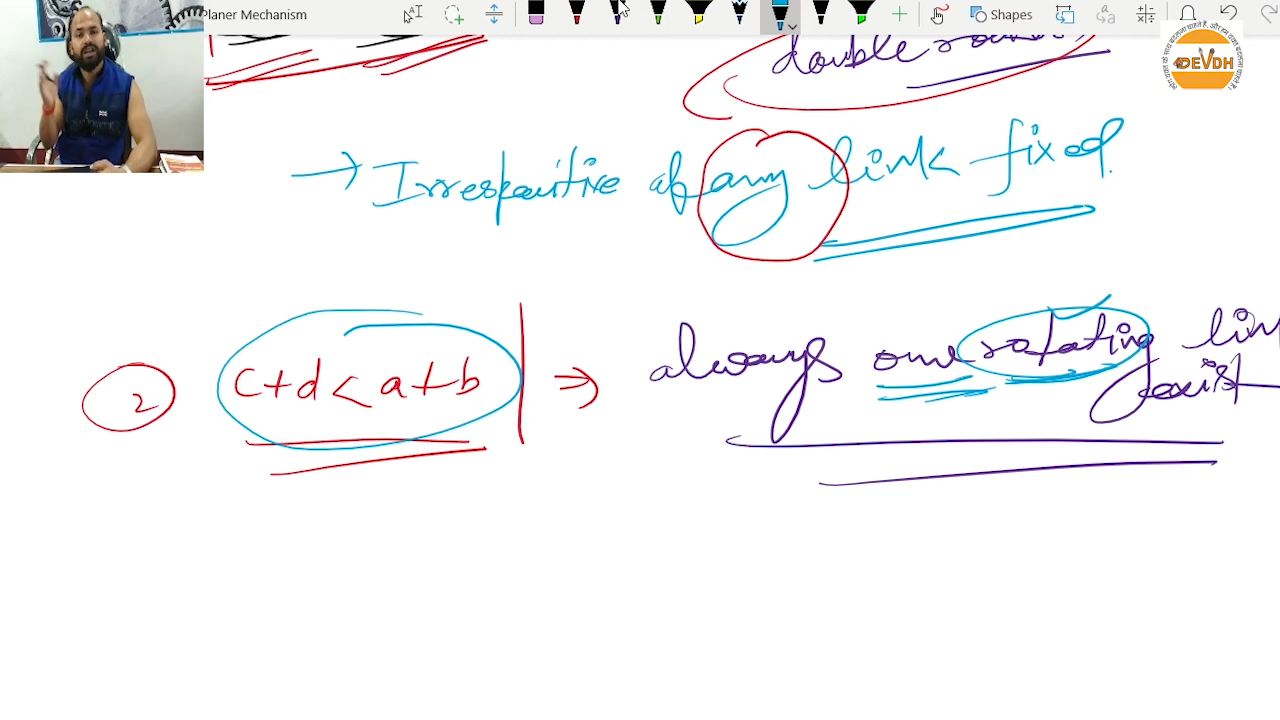 Planer Mechanism
Shapes
DEVDH
double
→ Irrespective of any link fixed.
2 c+d < a+b ⇒ always one rotating link
exist